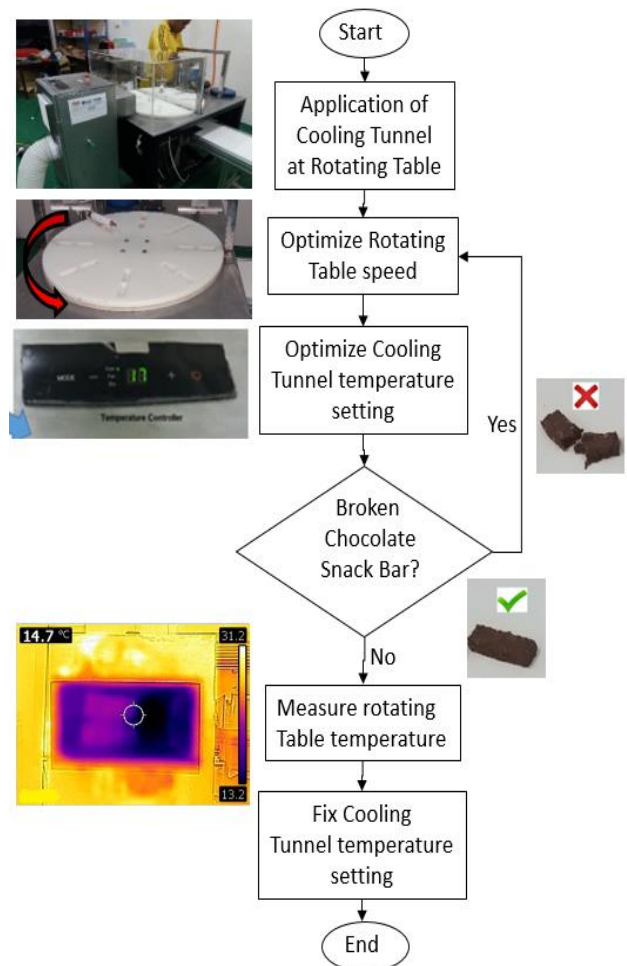 Start
Application of
Cooling Tunnel
at Rotating Table
Optimize Rotating
Table speed
MODE
17
Temperature Controller
Optimize Cooling
Tunnel temperature
setting
Yes
Broken
Chocolate
Snack Bar?
No
14.7 °C
31.2
13.2
Measure rotating
Table temperature
Fix Cooling
Tunnel temperature
setting
End